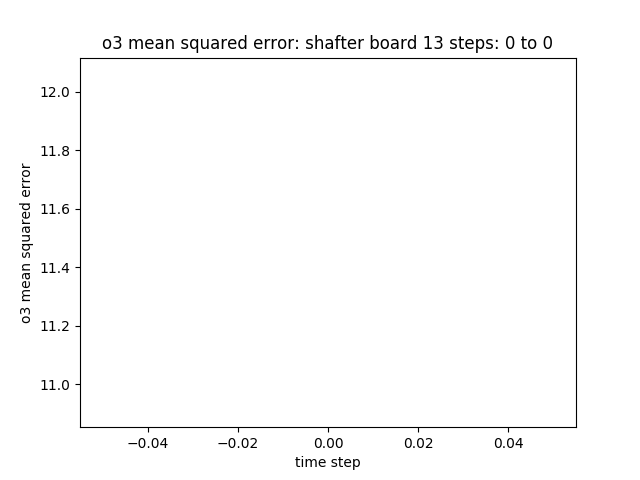 o3 mean squared error: shafter board 13 steps: 0 to 0
12.0
11.8
11.6
11.4
11.2
11.0
o3 mean squared error
−0.04 −0.02 0.00 0.02 0.04
time step